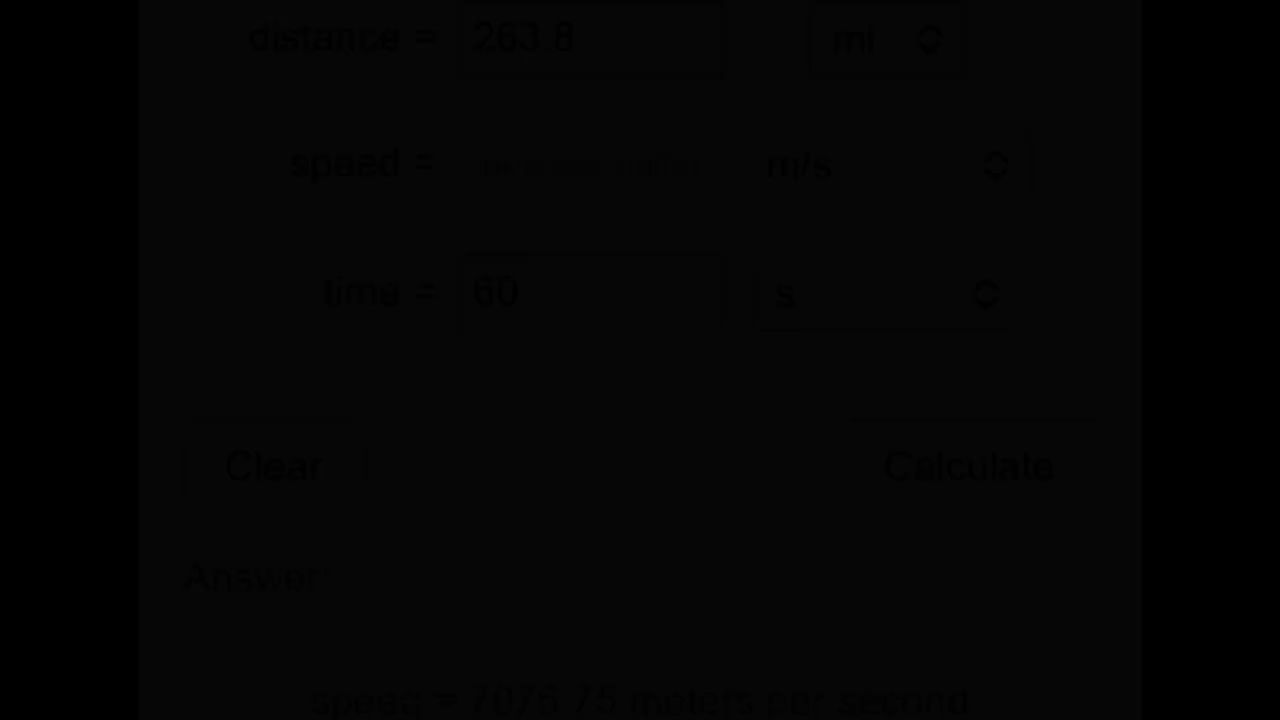 distance = 263.8 mi
speed = m/s
time = 60 s
Clear Calculate
Answer:
speed = 7075.75 meters per second